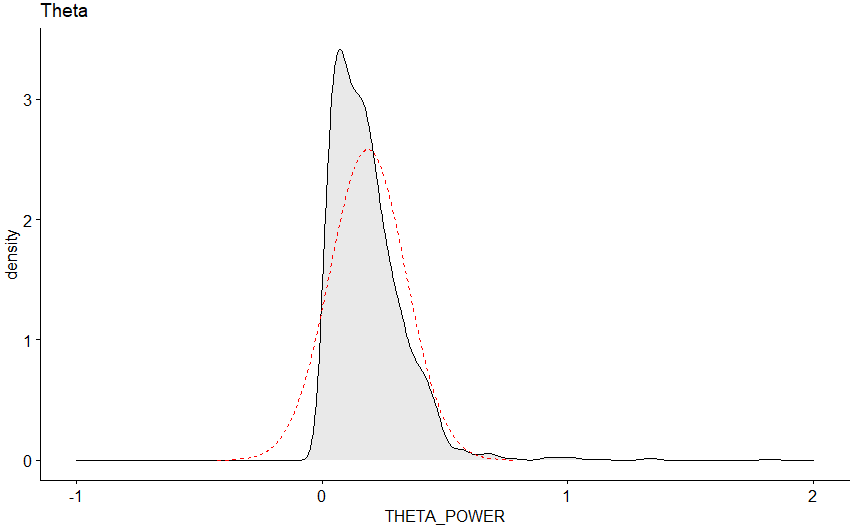 Theta
density
3
2
1
0
-1
0
1
2
THETA_POWER